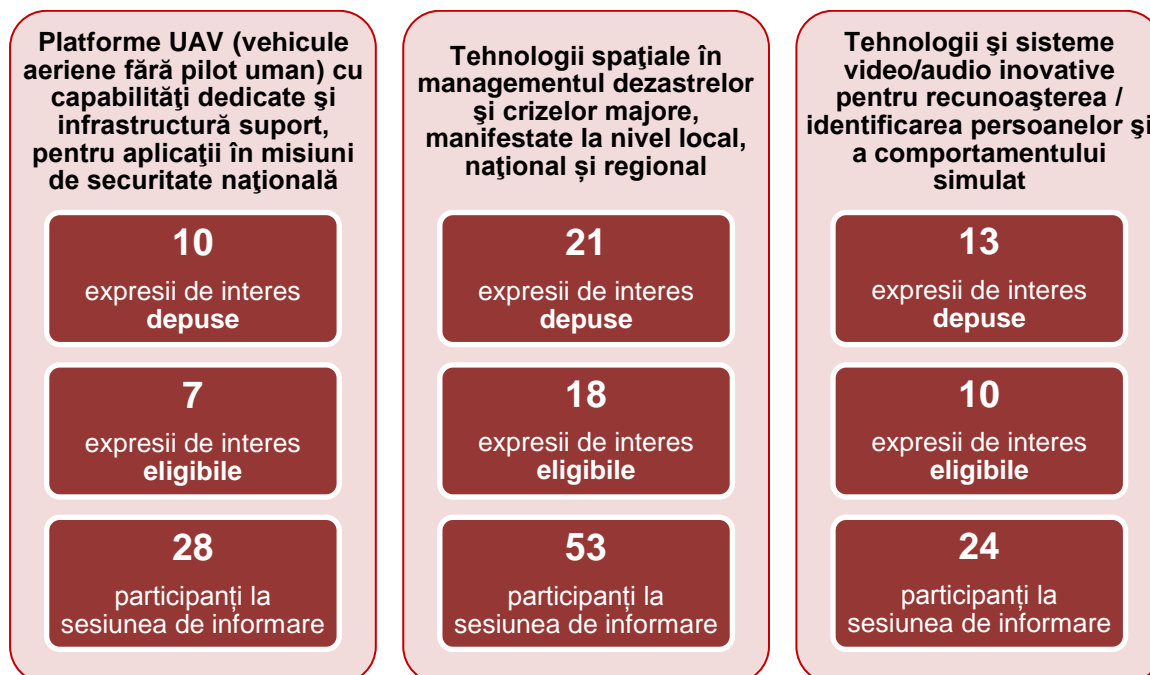 Platforme UAV (vehicule
aeriene fără pilot uman) cu
capabilităţi dedicate şi
infrastructură suport,
pentru aplicaţii în misiuni
de securitate naţională
10
expresii de interes
depuse
7
expresii de interes
eligibile
28
participanți la
sesiunea de informare
Tehnologii spaţiale în
managementul dezastrelor
şi crizelor majore,
manifestate la nivel local,
naţional și regional
21
expresii de interes
depuse
18
expresii de interes
eligibile
53
participanți la
sesiunea de informare
Tehnologii şi sisteme
video/audio inovative
pentru recunoaşterea /
identificarea persoanelor şi
a comportamentului
simulat
13
expresii de interes
depuse
10
expresii de interes
eligibile
24
participanți la
sesiunea de informare